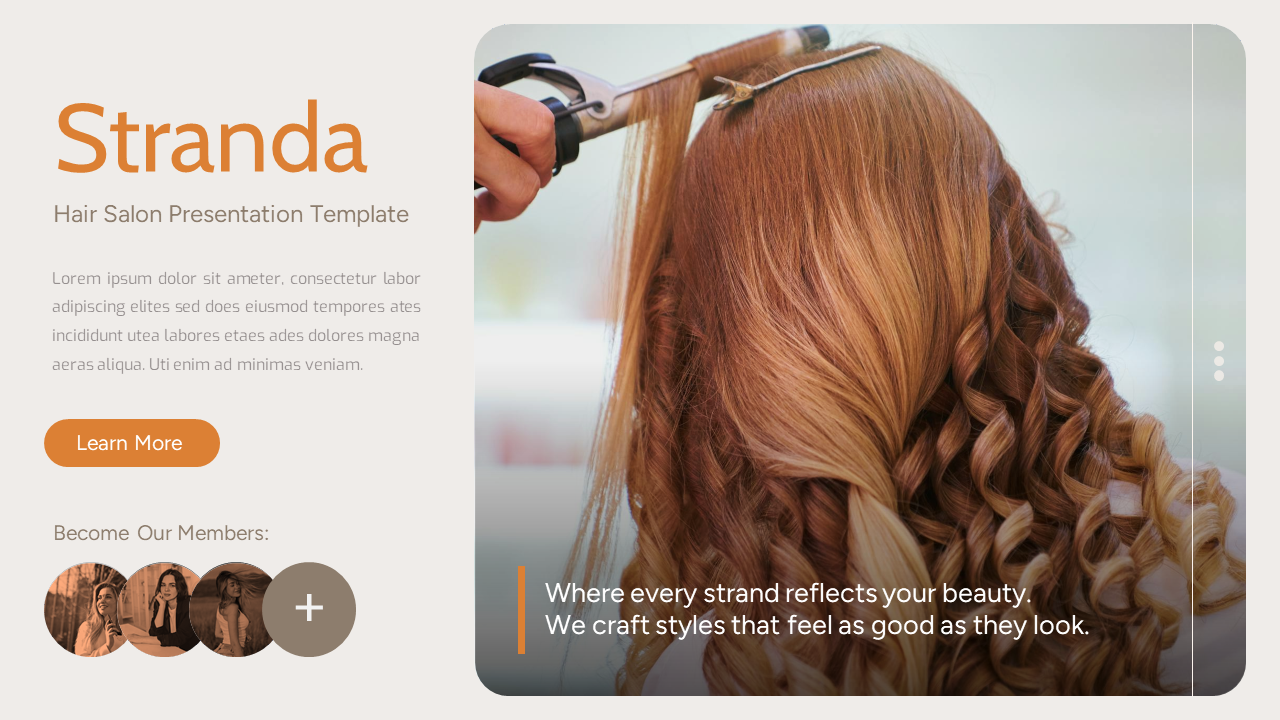 Stranda
Hair Salon Presentation Template
Lorem ipsum dolor sit ameter, consectetur labor
adipiscing elites sed does eiusmod tempores ates
incididunt utea labores etaes ades dolores magna
aeras aliqua. Uti enim ad minimas veniam.
Learn More
Become Our Members:
+
Where every strand reflects your beauty.
We craft styles that feel as good as they look.